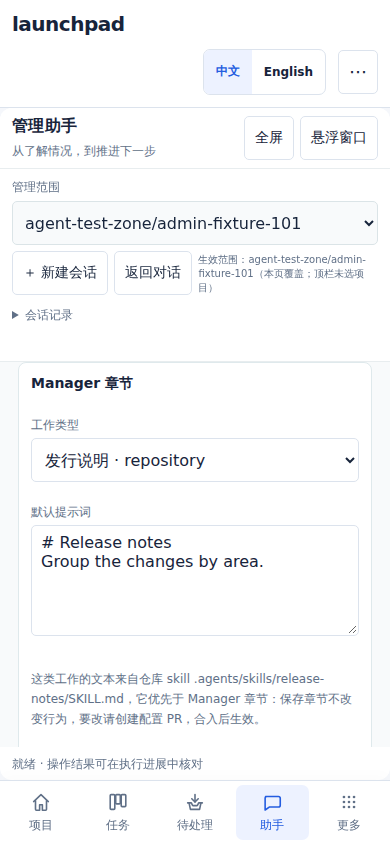 launchpad
中文
English
⋯
管理助手
从了解情况，到推进下一步
全屏
悬浮窗口
管理范围
agent-test-zone/admin-fixture-101
＋ 新建会话
返回对话
生效范围：agent-test-zone/admin-
fixture-101（本页覆盖；顶栏未选项
目）
▶ 会话记录
Manager 章节
工作类型
发行说明 · repository
默认提示词
# Release notes
Group the changes by area.
这类工作的文本来自仓库 skill .agents/skills/release-
notes/SKILL.md，它优先于 Manager 章节：保存章节不改
变行为，要改请创建配置 PR，合入后生效。
就绪 · 操作结果可在执行进展中核对
项目
任务
待处理
助手
更多